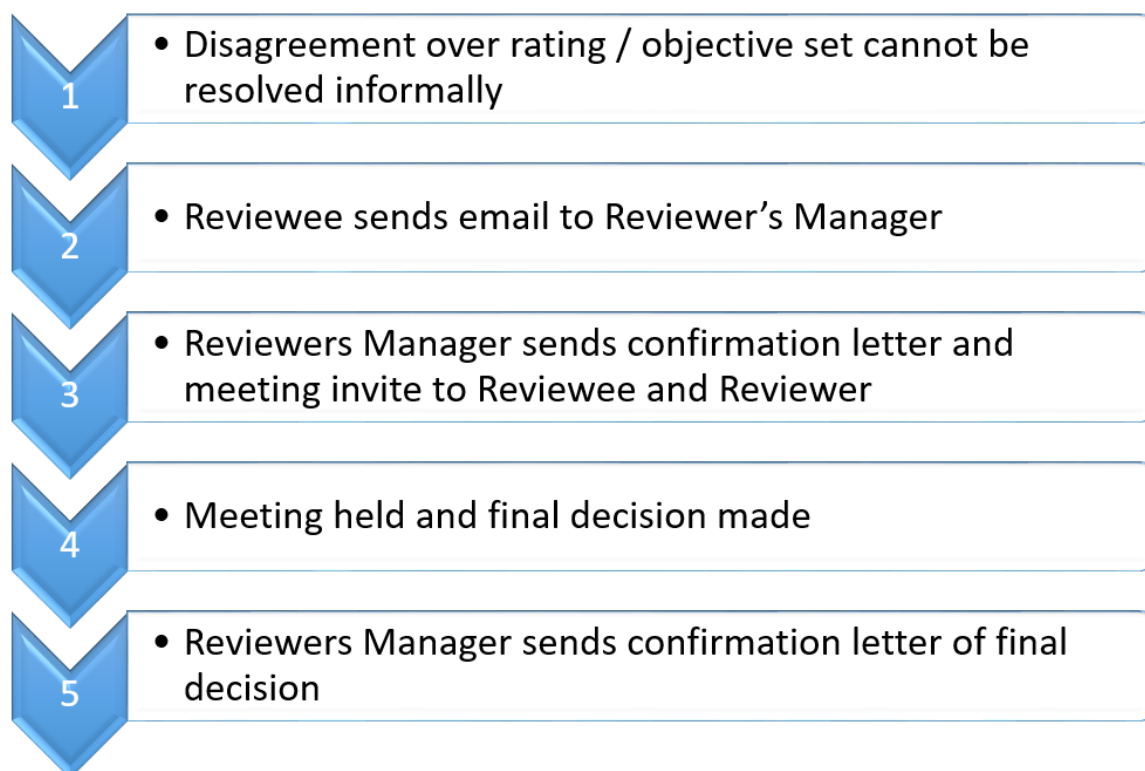 1
• Disagreement over rating / objective set cannot be
resolved informally
2
• Reviewee sends email to Reviewer’s Manager
3
• Reviewers Manager sends confirmation letter and
meeting invite to Reviewee and Reviewer
4
• Meeting held and final decision made
5
• Reviewers Manager sends confirmation letter of final
decision